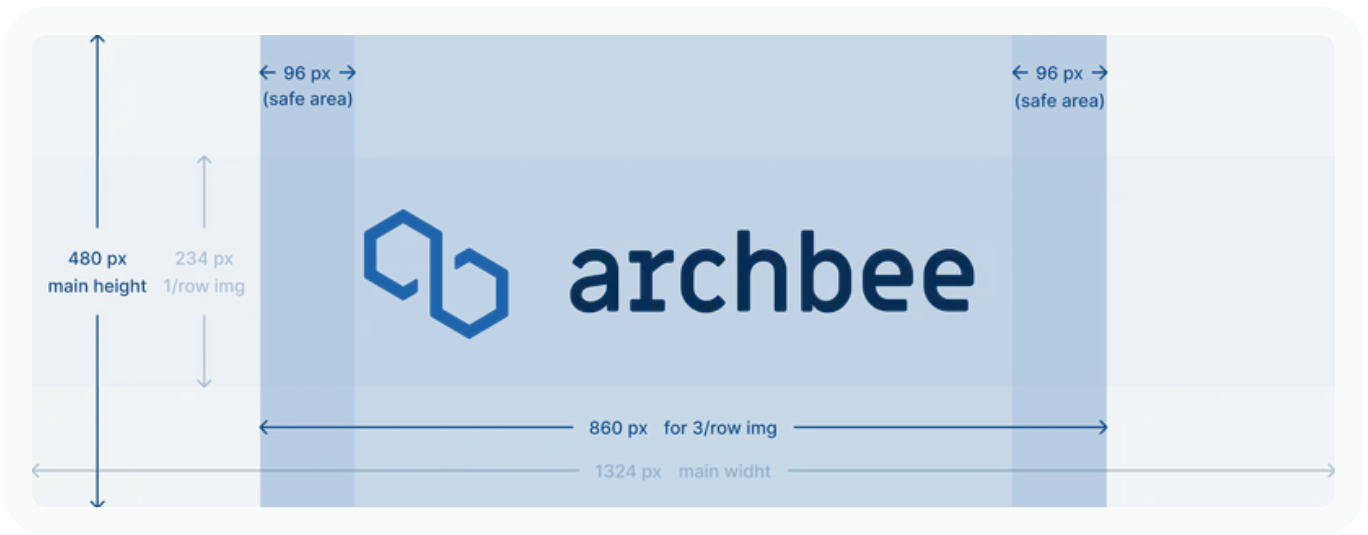 96 px
(safe area)
96 px
(safe area)
480 px
main height
234 px
1/row img
archbee
860 px for 3/row img
1324 px main widht